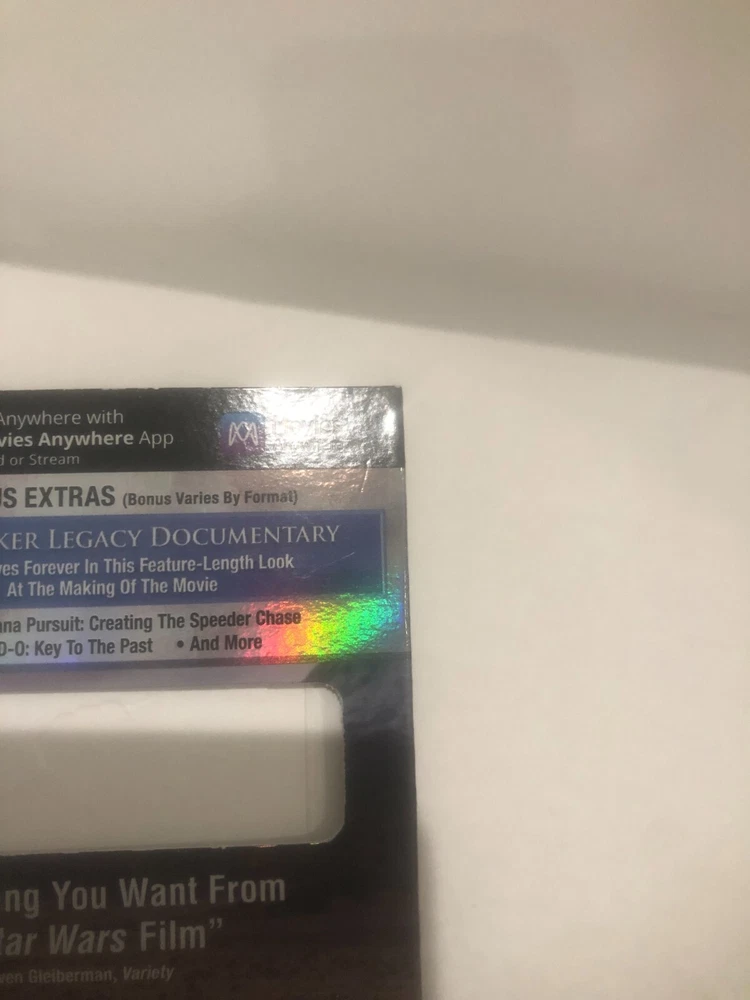 Anywhere with
vies Anywhere App
d or Stream
US EXTRAS (Bonus Varies By Format)
KER LEGACY DOCUMENTARY
ves Forever In This Feature-Length Look
At The Making Of The Movie
na Pursuit: Creating The Speeder Chase
D-O: Key To The Past • And More
ng You Want From
tar Wars Film”
ven Gleiberman, Variety